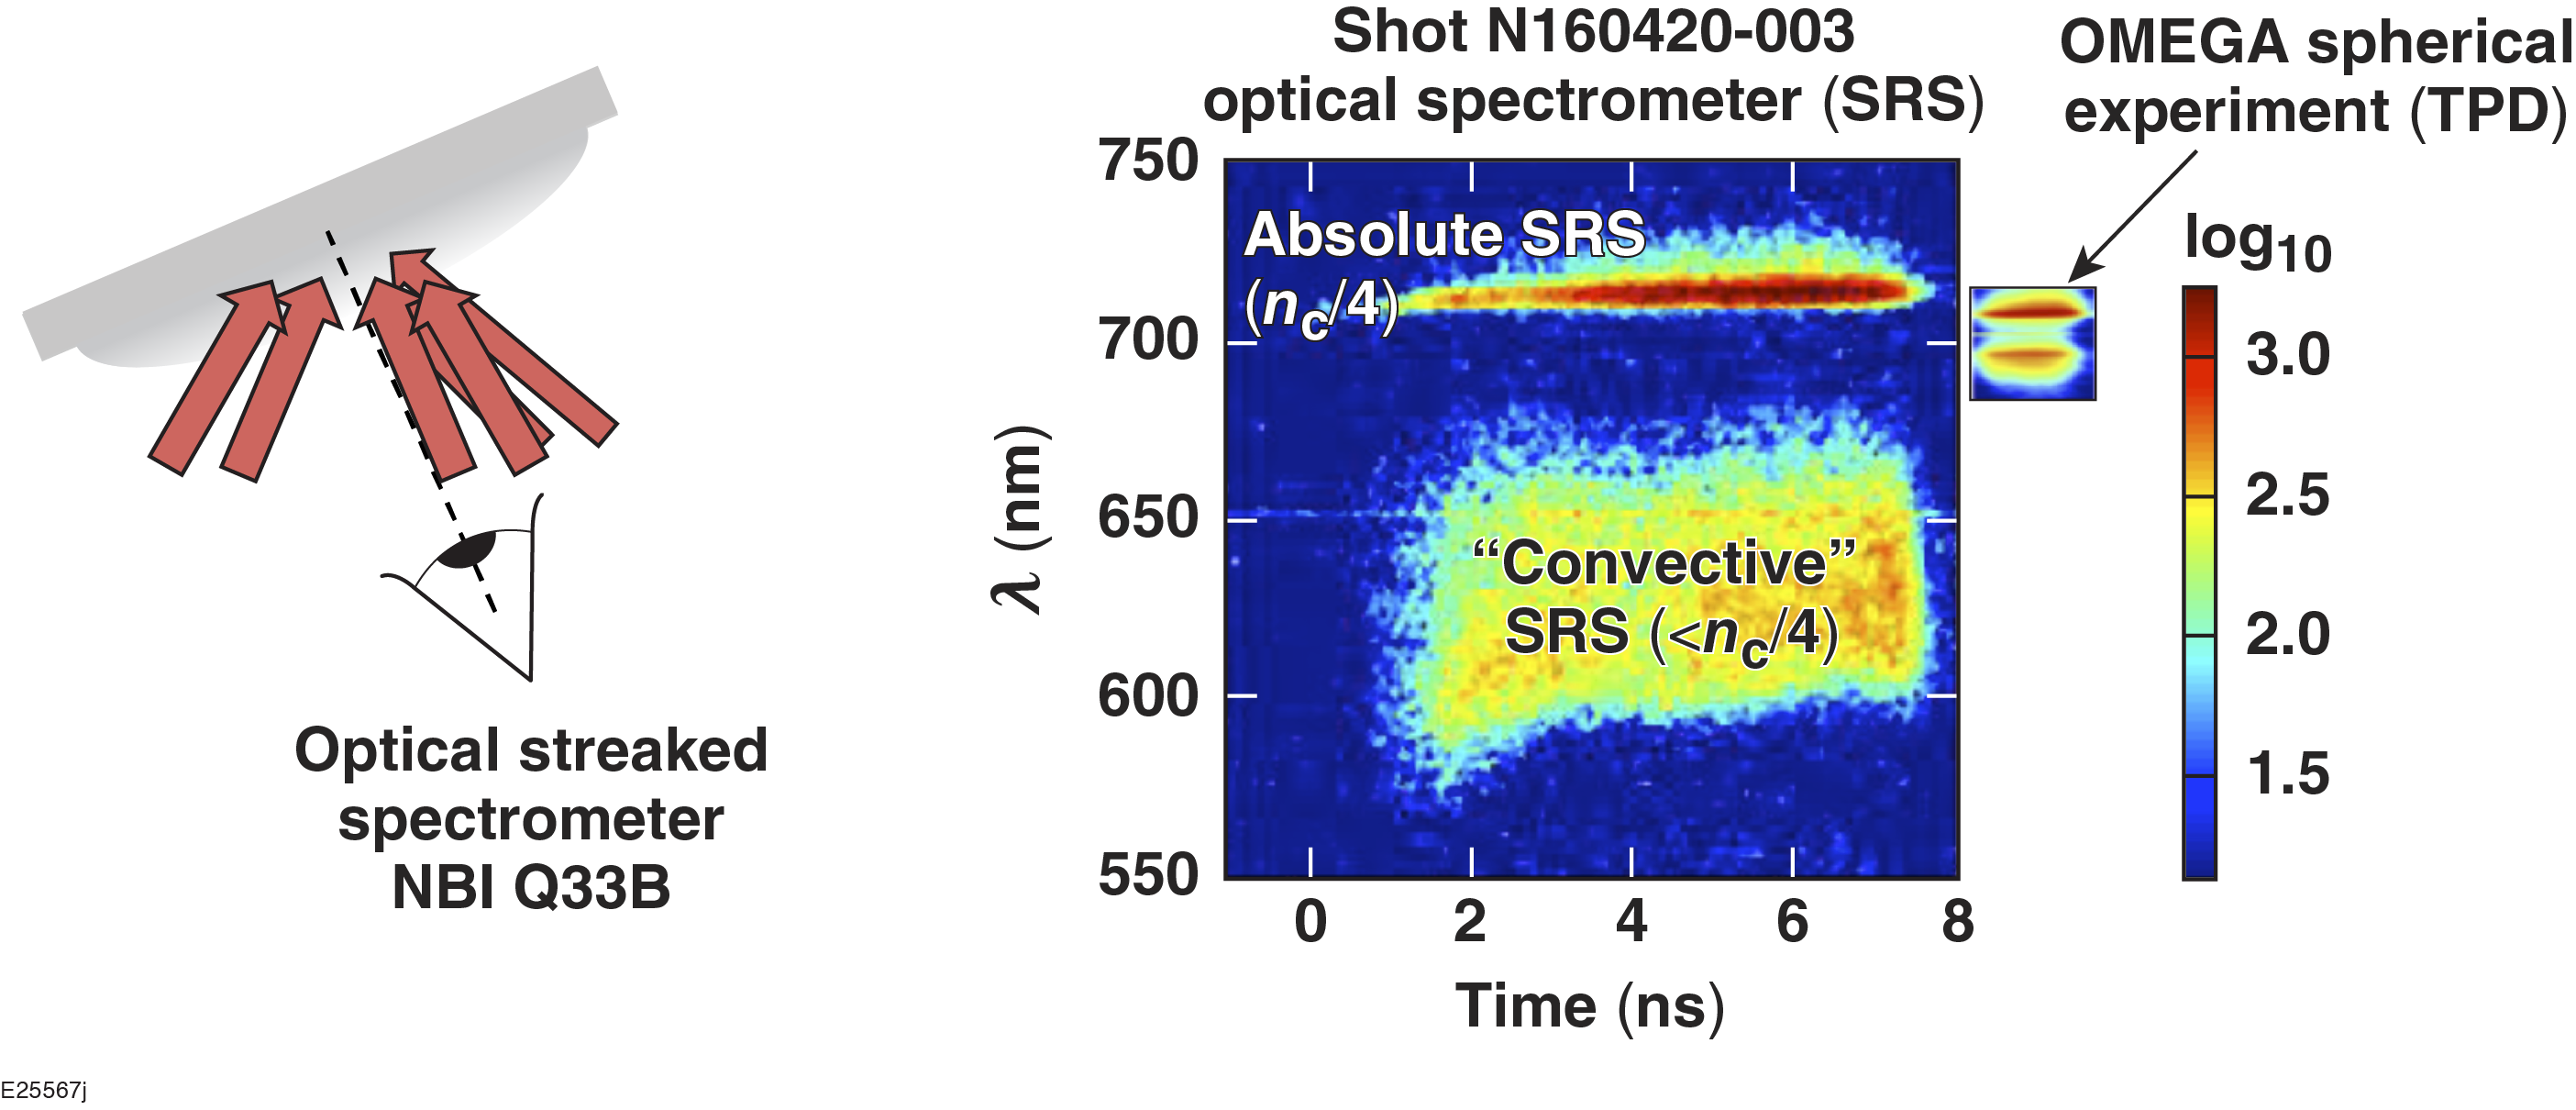 Shot N160420-003
optical spectrometer (SRS)
OMEGA spherical
experiment (TPD)
Absolute SRS
(nc/4)
“Convective”
SRS (<nc/4)
750
700
650
600
550
λ (nm)
0 2 4 6 8
Time (ns)
log10
3.0
2.5
2.0
1.5
Optical streaked
spectrometer
NBI Q33B
E25567j